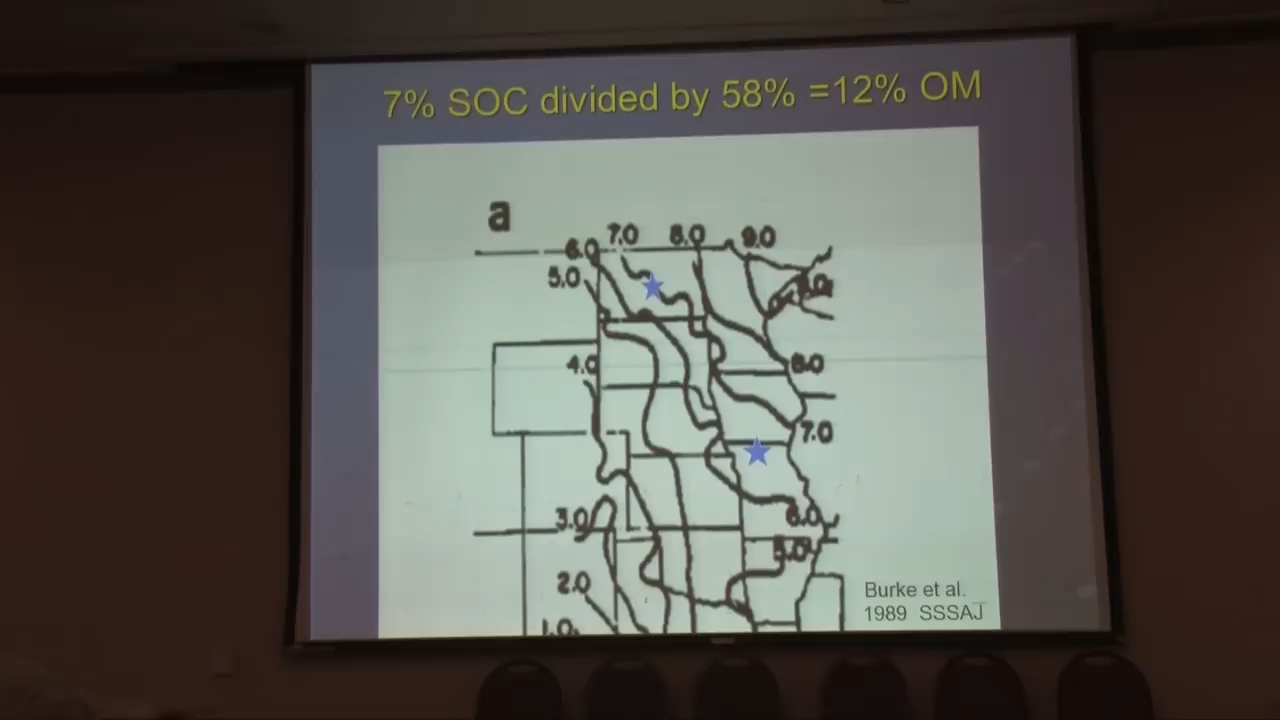 7% SOC divided by 58% =12% OM
a
7.0 8.0 9.0
6.0
5.0
4.0 8.0
7.0
3.0 6.0
5.0
2.0
Burke et al.
1989 SSSAJ
1.0